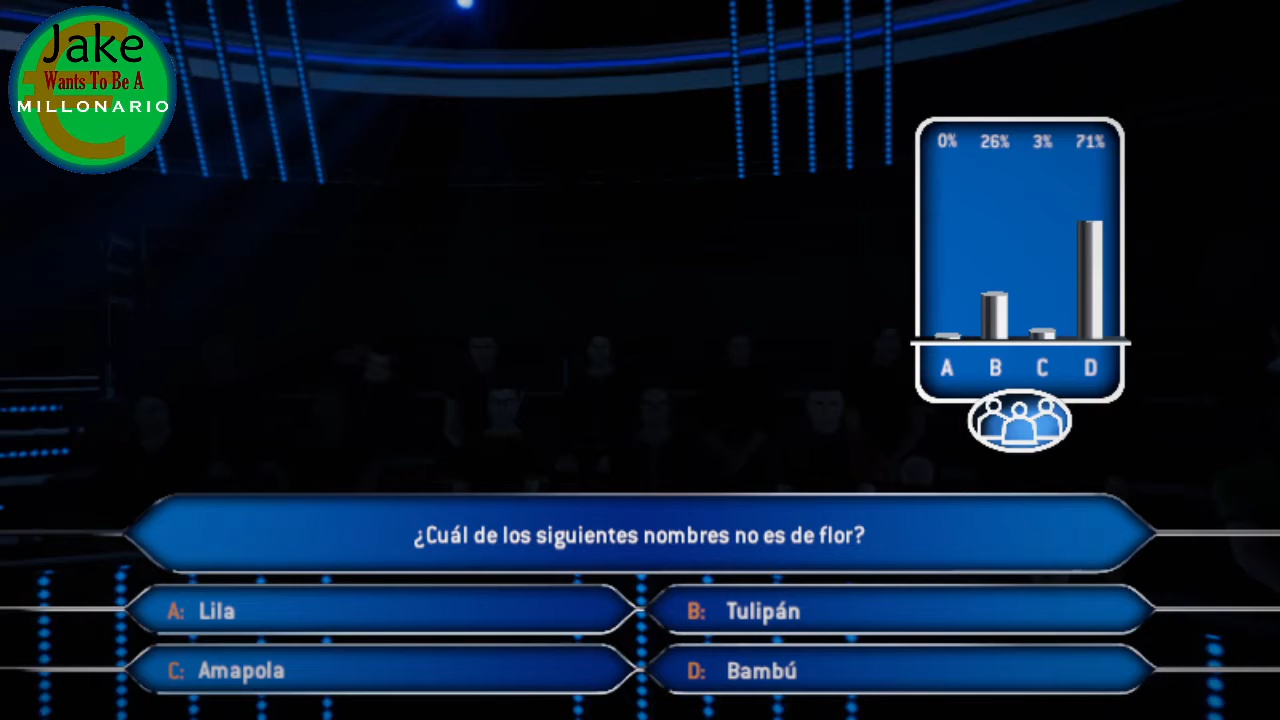 Jake
Wants To Be A
MILLONARIO
0% 26% 3% 71%
A B C D
¿Cuál de los siguientes nombres no es de flor?
A: Lila
B: Tulipán
C: Amapola
D: Bambú